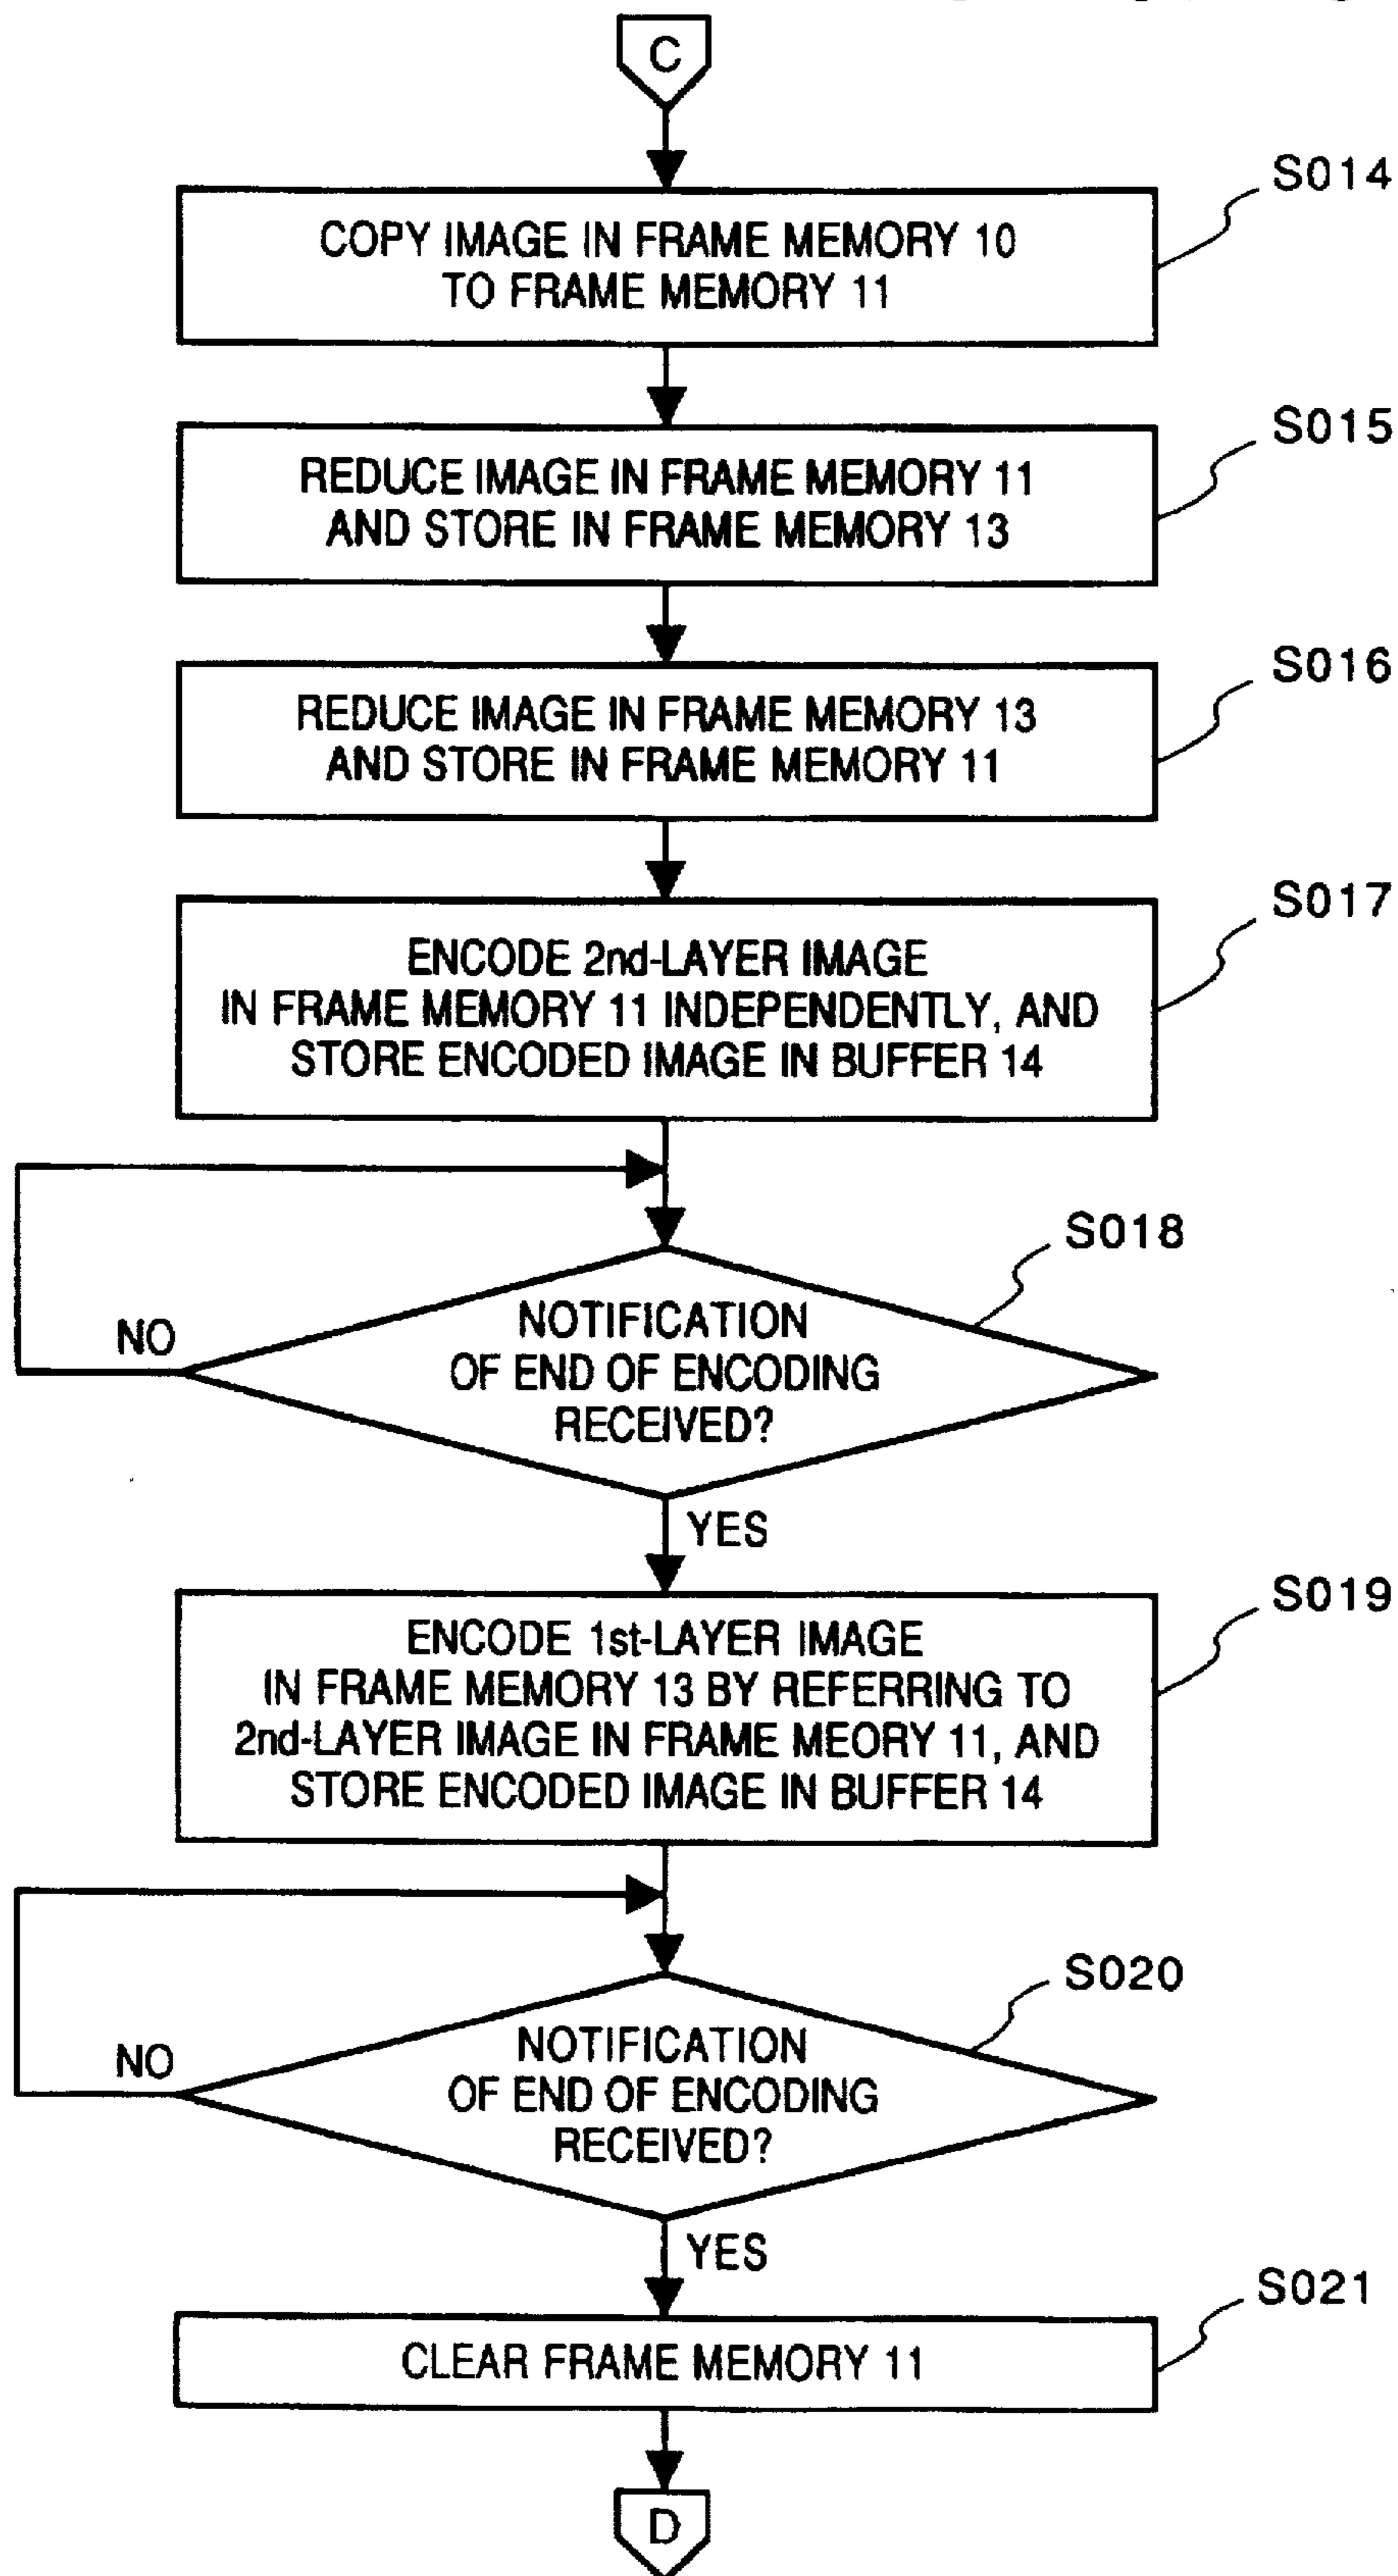 C
S014
COPY IMAGE IN FRAME MEMORY 10
TO FRAME MEMORY 11
S015
REDUCE IMAGE IN FRAME MEMORY 11
AND STORE IN FRAME MEMORY 13
S016
REDUCE IMAGE IN FRAME MEMORY 13
AND STORE IN FRAME MEMORY 11
S017
ENCODE 2nd-LAYER IMAGE
IN FRAME MEMORY 11 INDEPENDENTLY, AND
STORE ENCODED IMAGE IN BUFFER 14
S018
NOTIFICATION
OF END OF ENCODING
RECEIVED?
NO
YES
S019
ENCODE 1st-LAYER IMAGE
IN FRAME MEMORY 13 BY REFERRING TO
2nd-LAYER IMAGE IN FRAME MEORY 11, AND
STORE ENCODED IMAGE IN BUFFER 14
S020
NOTIFICATION
OF END OF ENCODING
RECEIVED?
NO
YES
S021
CLEAR FRAME MEMORY 11
D